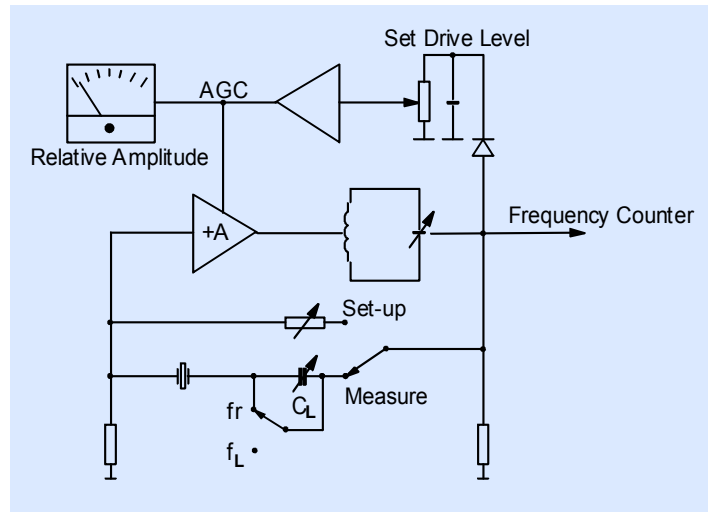 Set Drive Level
AGC
Relative Amplitude
+A
Frequency Counter
Set-up
fr
CL
Measure
fL